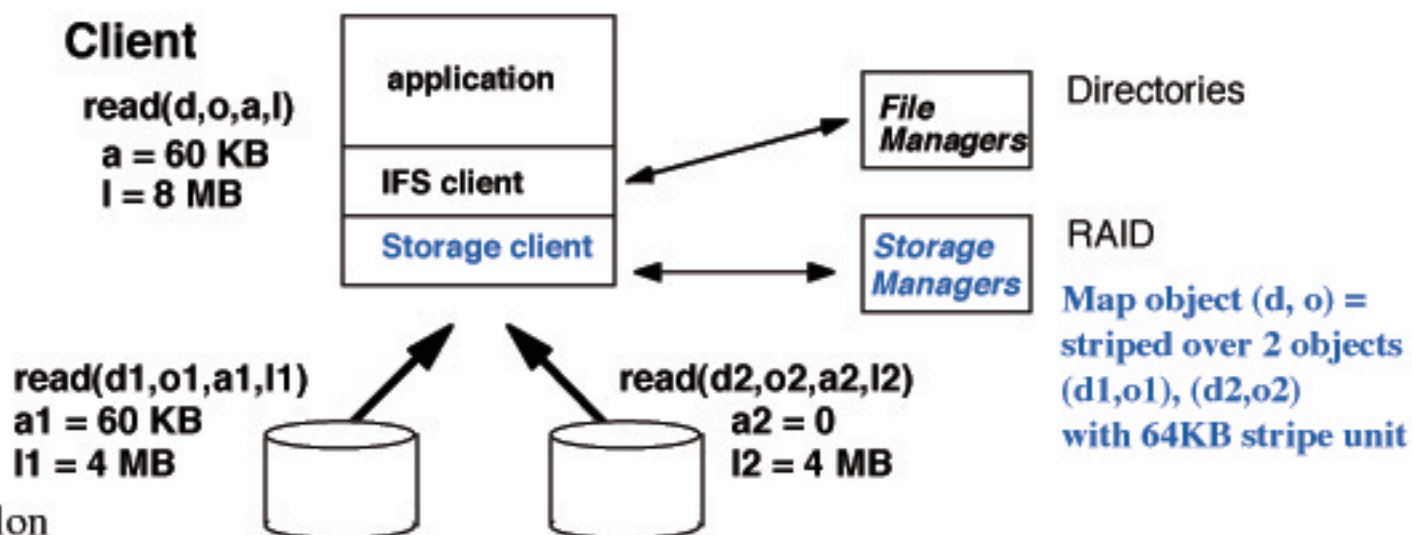 Client
read(d,o,a,l)
a = 60 KB
l = 8 MB
application
IFS client
Storage client
File
Managers
Directories
Storage
Managers
RAID
Map object (d, o) =
striped over 2 objects
(d1,o1), (d2,o2)
with 64KB stripe unit
read(d1,o1,a1,l1)
a1 = 60 KB
l1 = 4 MB
read(d2,o2,a2,l2)
a2 = 0
l2 = 4 MB